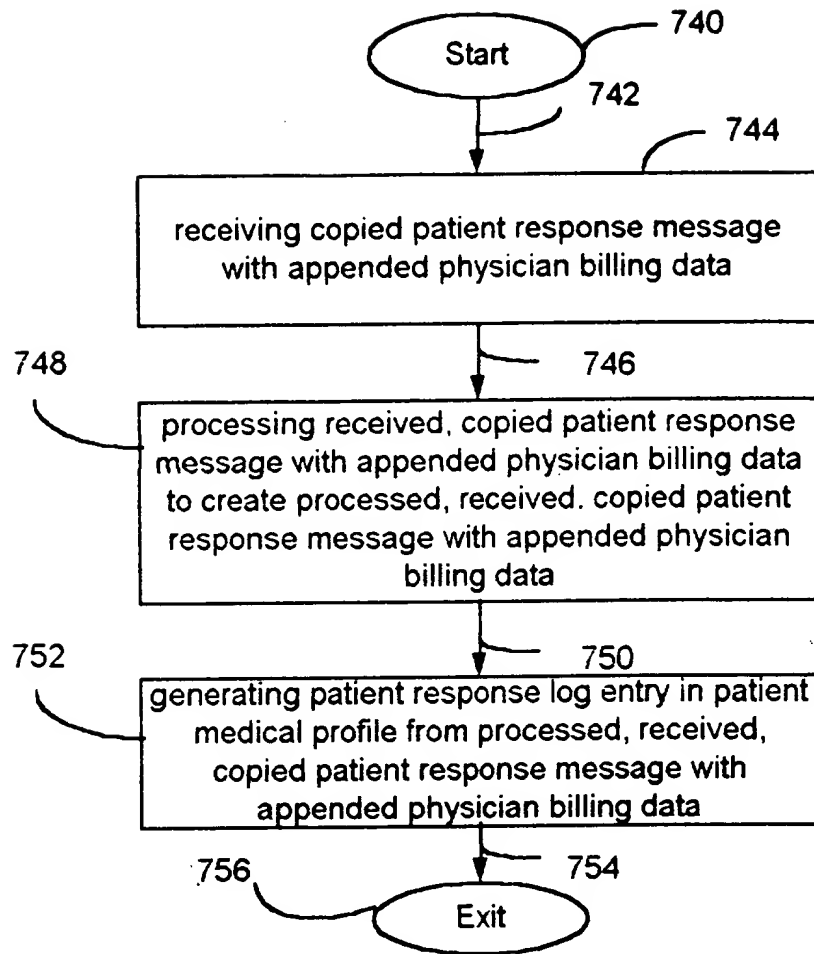 740
Start
742
744
receiving copied patient response message
with appended physician billing data
746
748
processing received, copied patient response
message with appended physician billing data
to create processed, received. copied patient
response message with appended physician
billing data
750
752
generating patient response log entry in patient
medical profile from processed, received,
copied patient response message with
appended physician billing data
754
756
Exit